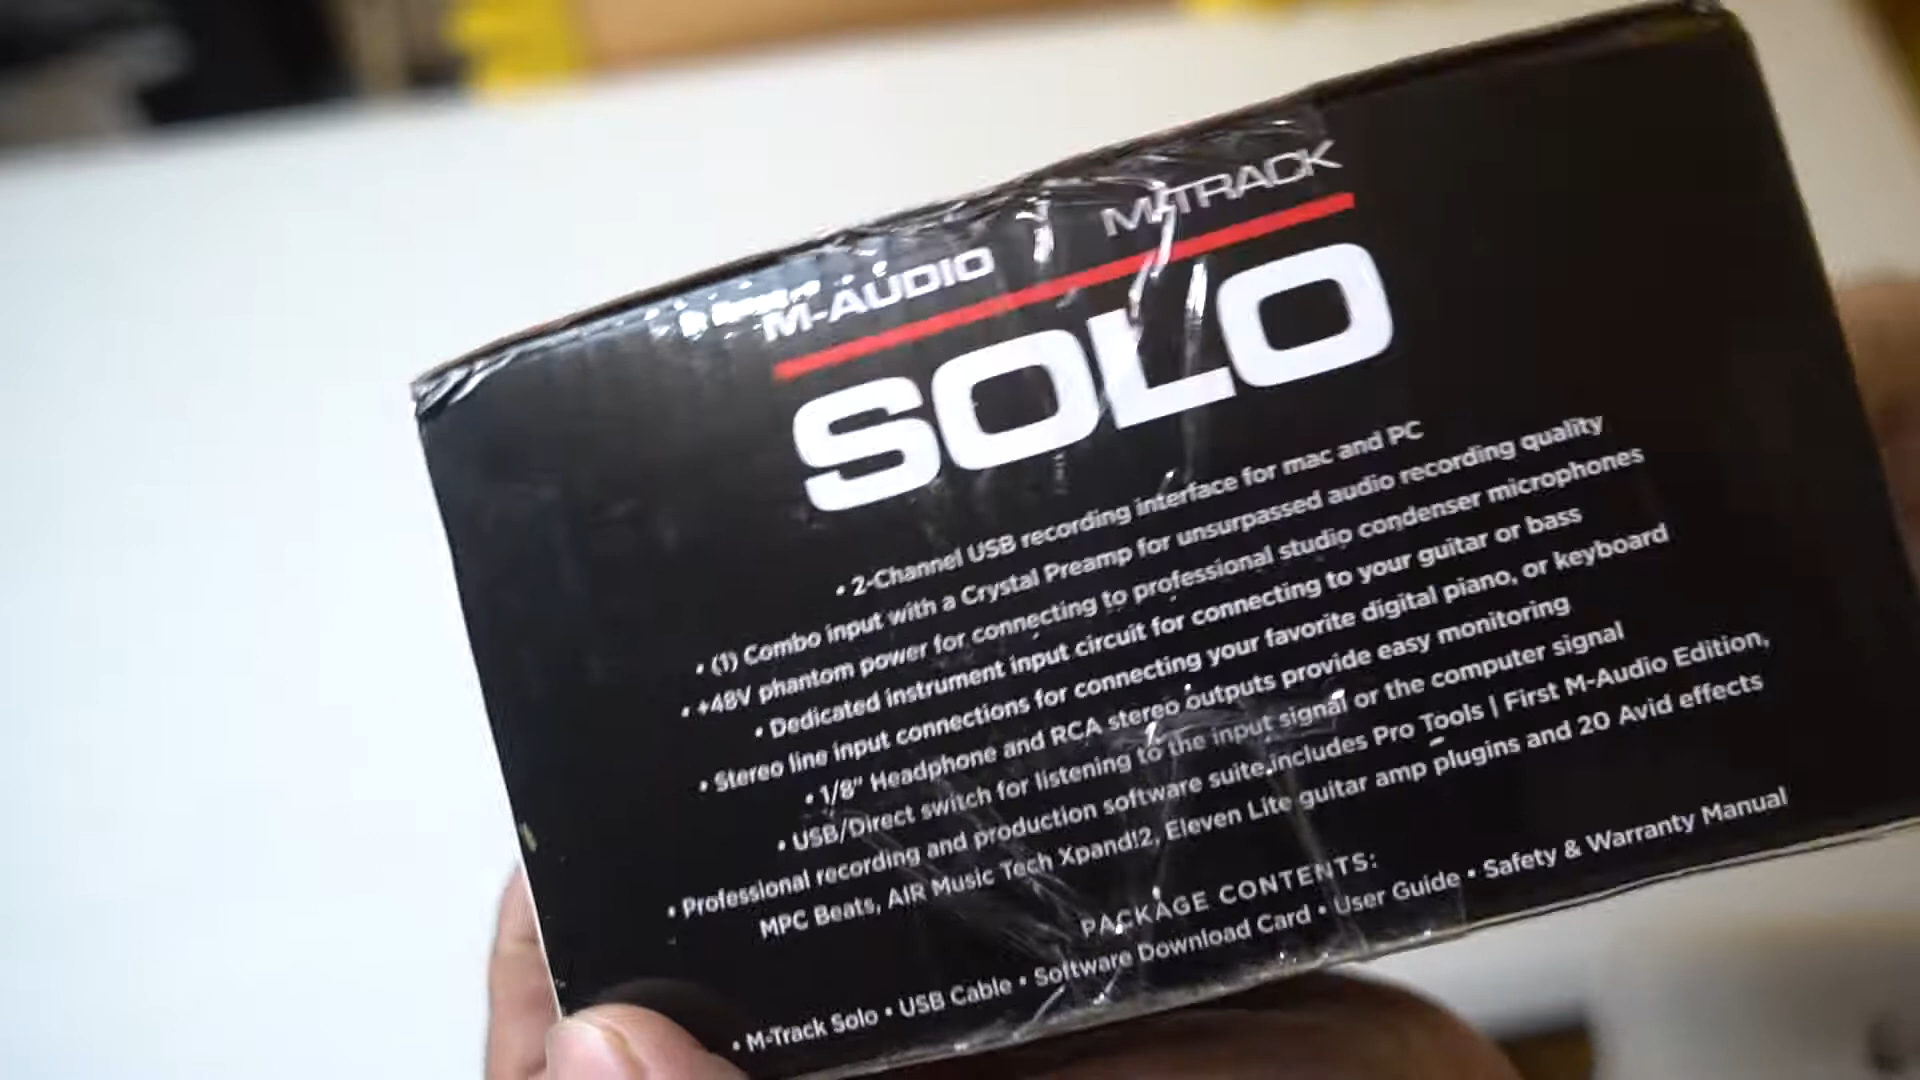 M-AUDIO M-TRACK
SOLO
• 2-Channel USB recording interface for mac and PC
• (1) Combo input with a Crystal Preamp for unsurpassed audio recording quality
• +48V phantom power for connecting to professional studio condenser microphones
• Dedicated instrument input circuit for connecting to your guitar or bass
• Stereo line input connections for connecting your favorite digital piano, or keyboard
• 1/8" Headphone and RCA stereo outputs provide easy monitoring
• USB/Direct switch for listening to the input signal or the computer signal
• Professional recording and production software suite includes Pro Tools | First M-Audio Edition,
MPC Beats, AIR Music Tech Xpand!2, Eleven Lite guitar amp plugins and 20 Avid effects
PACKAGE CONTENTS:
• M-Track Solo • USB Cable • Software Download Card • User Guide • Safety & Warranty Manual